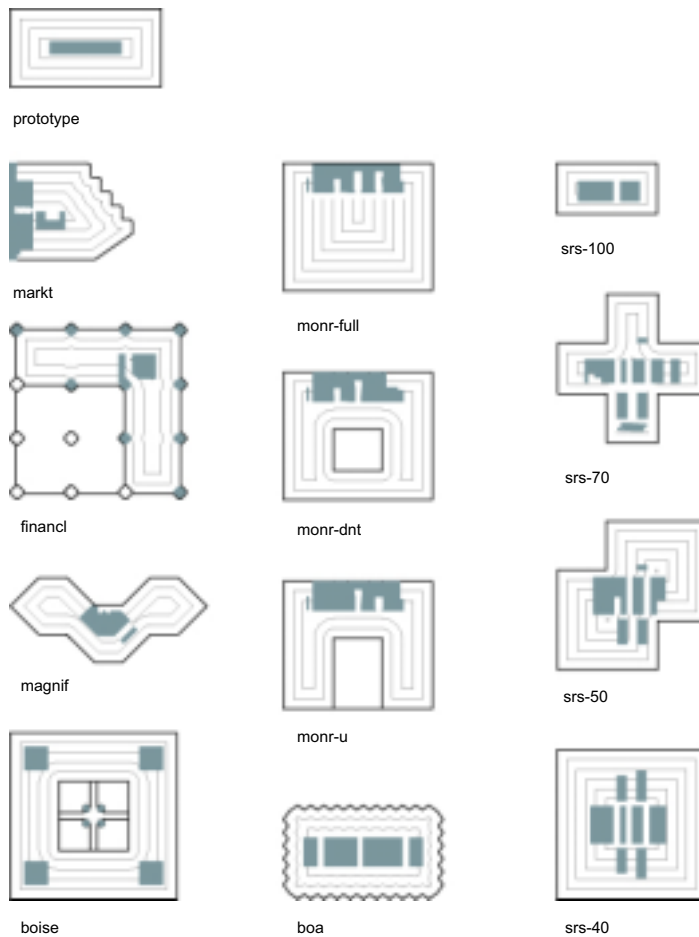 prototype
markt
monr-full
srs-100
financl
monr-dnt
srs-70
magnif
monr-u
srs-50
boise
boa
srs-40